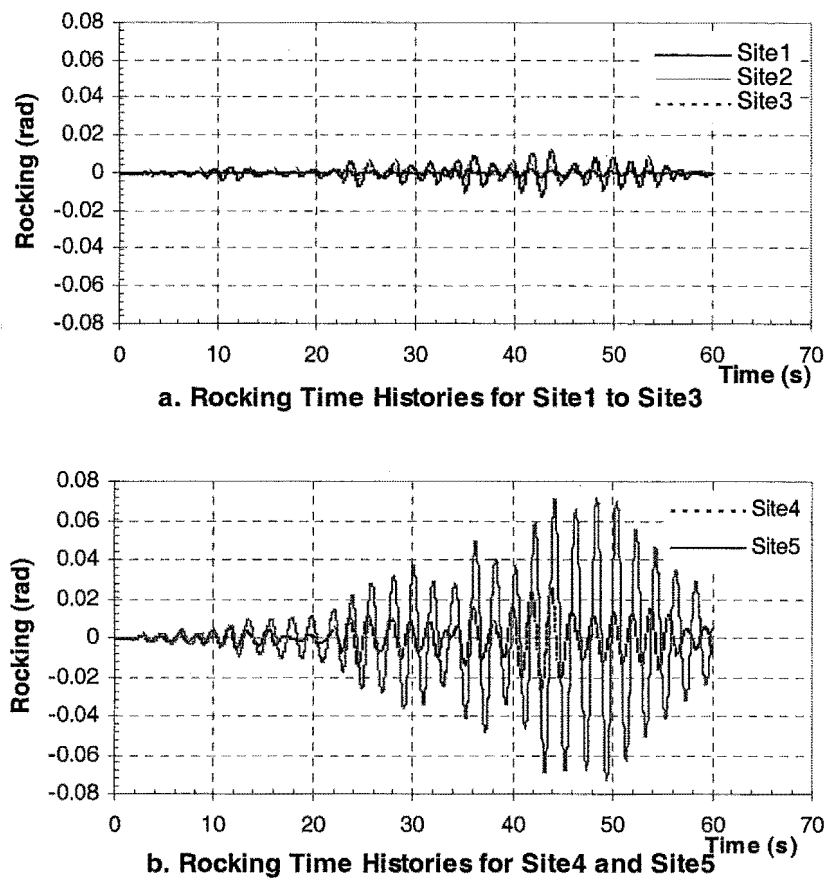 0.08
0.06
0.04
0.02
0
-0.02
-0.04
-0.06
-0.08
Rocking (rad)
Site1
Site2
Site3
0 10 20 30 40 50 60 70
Time (s)
a. Rocking Time Histories for Site1 to Site3
0.08
0.06
0.04
0.02
0
-0.02
-0.04
-0.06
-0.08
Rocking (rad)
Site4
Site5
0 10 20 30 40 50 60 70
Time (s)
b. Rocking Time Histories for Site4 and Site5